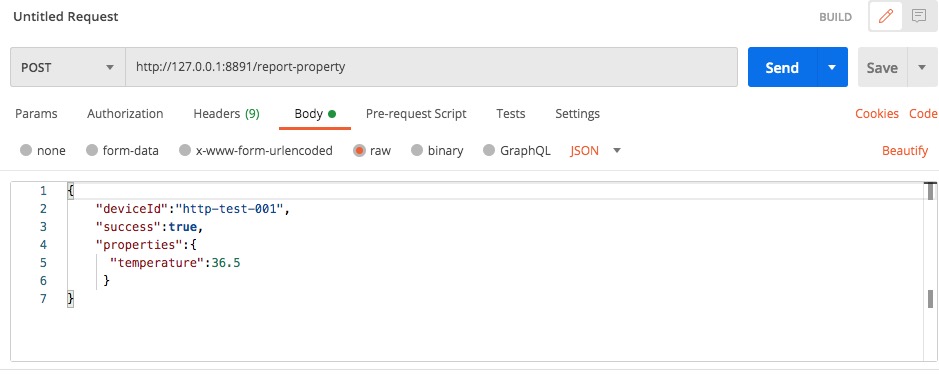 Untitled Request BUILD
POST http://127.0.0.1:8891/report-property Send Save
Params Authorization Headers (9) Body Pre-request Script Tests Settings Cookies Code
none form-data x-www-form-urlencoded raw binary GraphQL JSON Beautify
1 {
2 "deviceId":"http-test-001",
3 "success":true,
4 "properties":{
5 "temperature":36.5
6 }
7 }